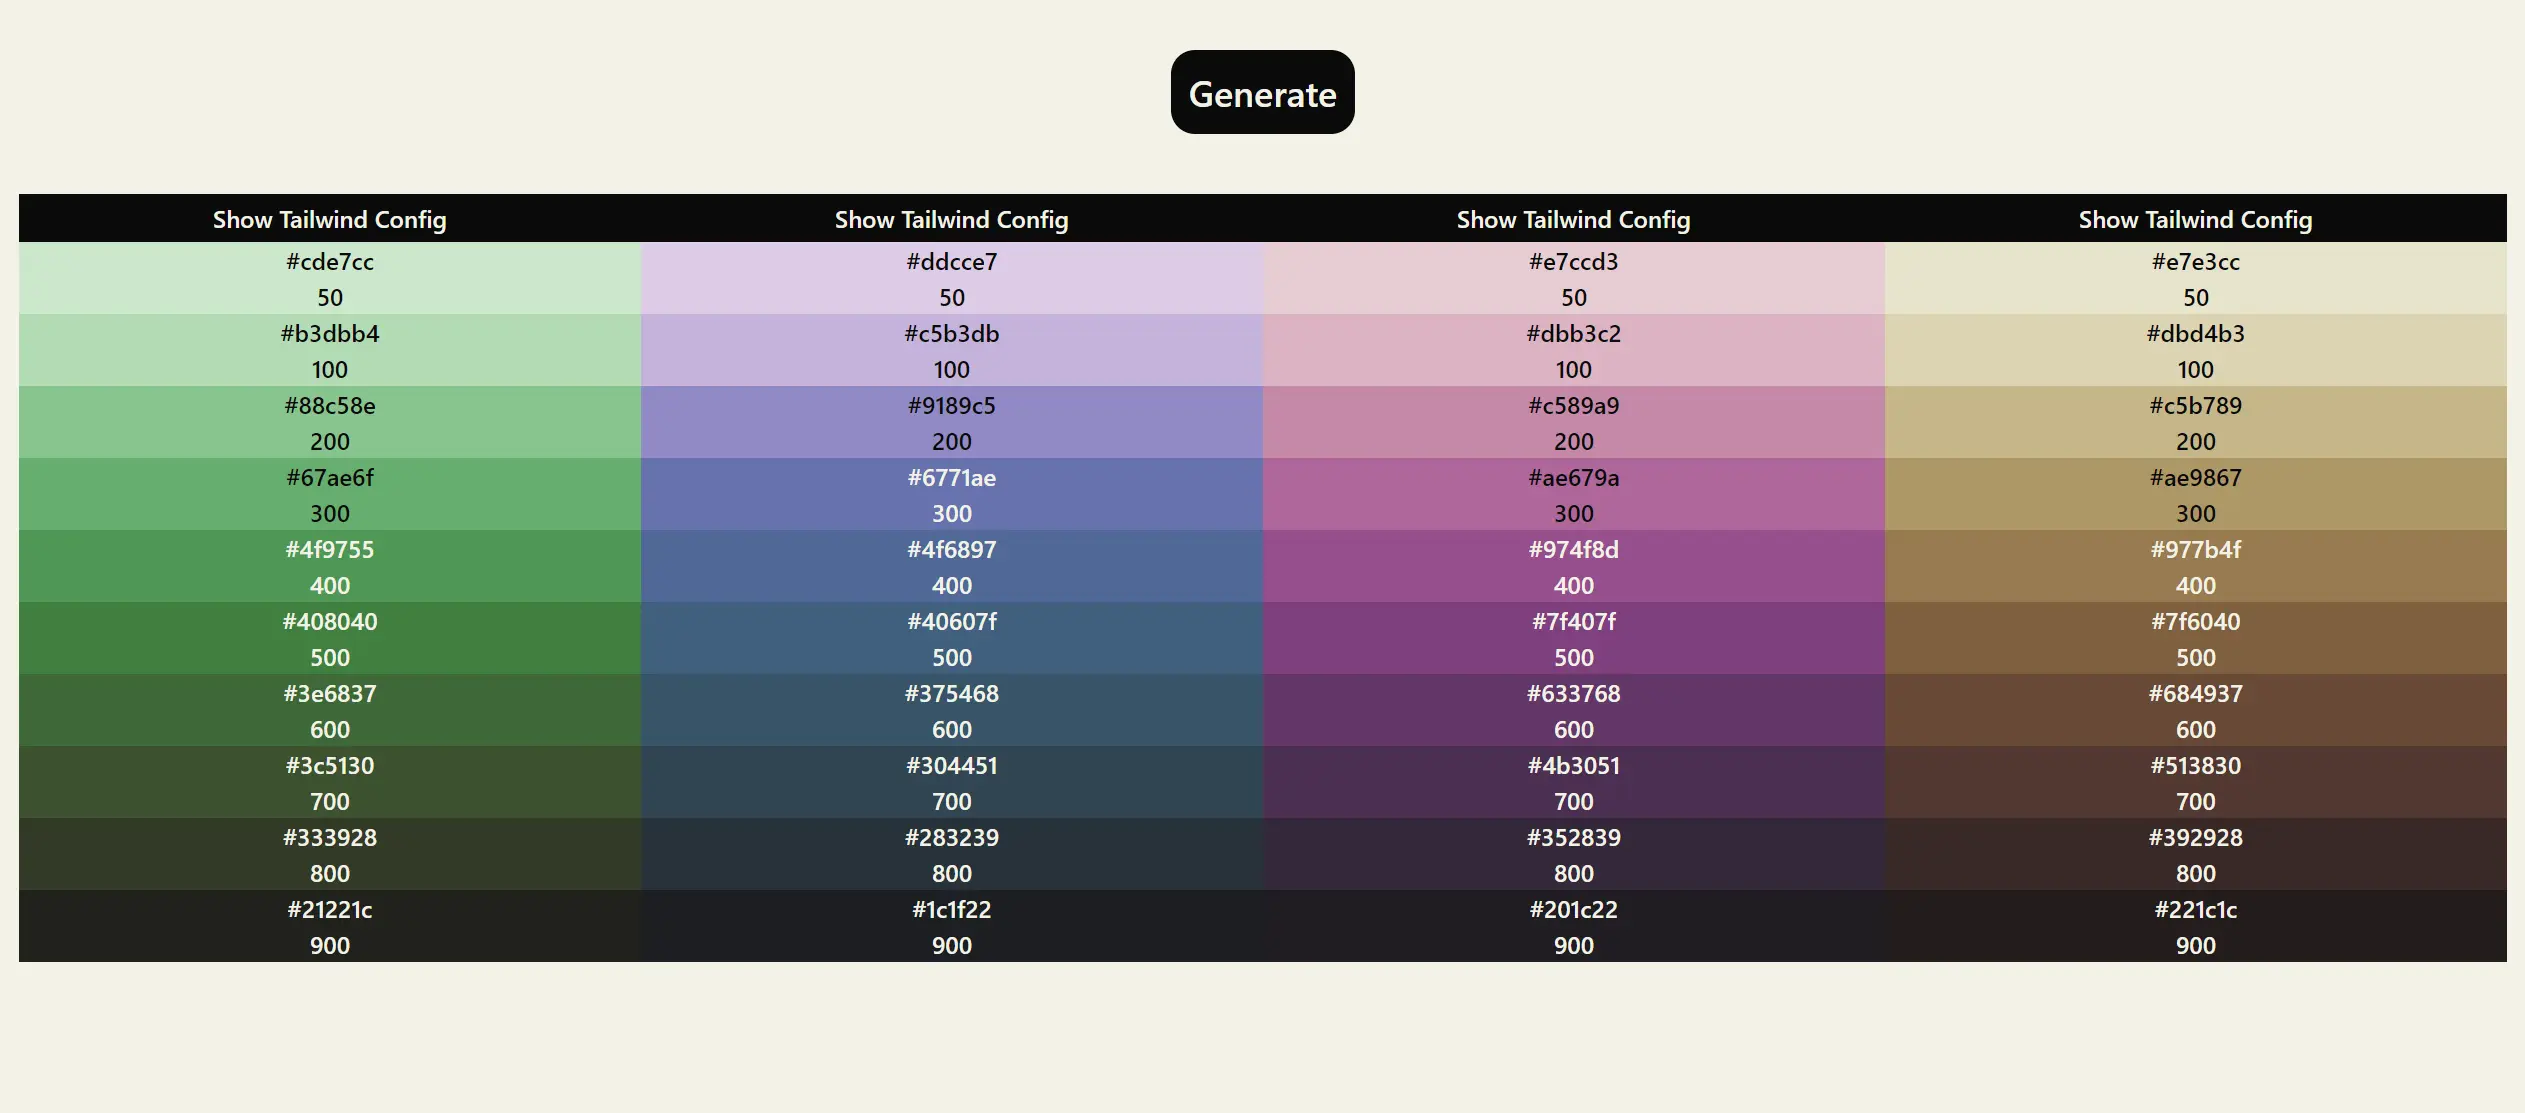 Generate
Show Tailwind Config Show Tailwind Config Show Tailwind Config Show Tailwind Config
#cde7cc #ddcce7 #e7ccd3 #e7e3cc
50 50 50 50
#b3dbb4 #c5b3db #dbb3c2 #dbd4b3
100 100 100 100
#88c58e #9189c5 #c589a9 #c5b789
200 200 200 200
#67ae6f #6771ae #ae679a #ae9867
300 300 300 300
#4f9755 #4f6897 #974f8d #977b4f
400 400 400 400
#408040 #40607f #7f407f #7f6040
500 500 500 500
#3e6837 #375468 #633768 #684937
600 600 600 600
#3c5130 #304451 #4b3051 #513830
700 700 700 700
#333928 #283239 #352839 #392928
800 800 800 800
#21221c #1c1f22 #201c22 #221c1c
900 900 900 900